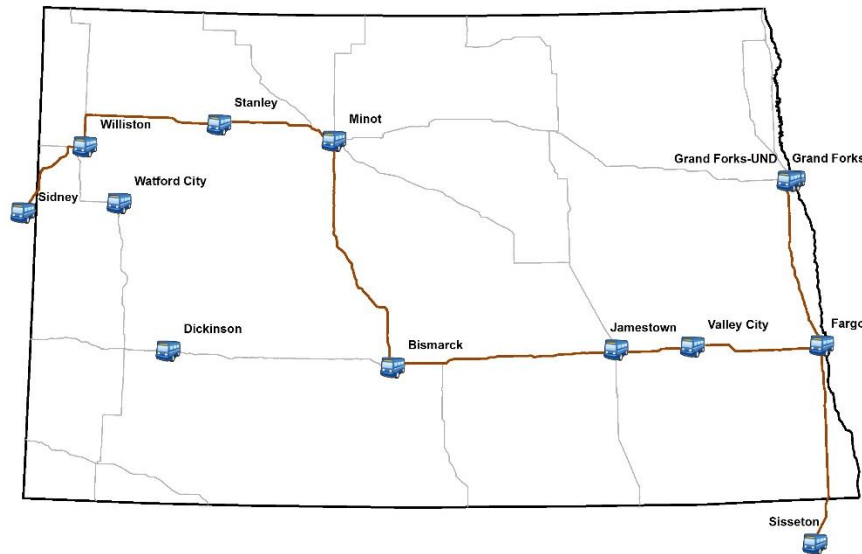 Stanley
Minot
Williston
Grand Forks-UND
Grand Forks
Sidney
Watford City
Dickinson
Bismarck
Jamestown
Valley City
Fargo
Sisseton